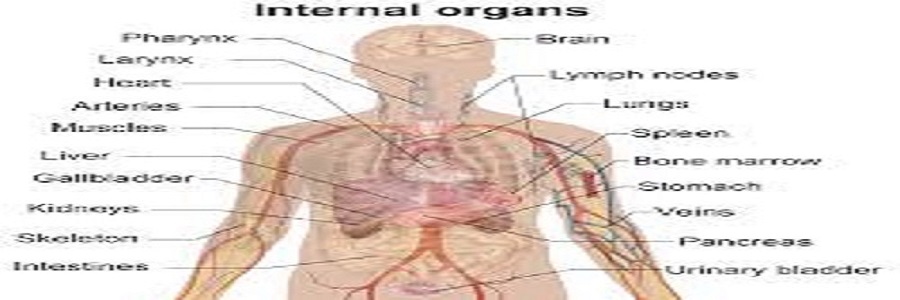 Internal organs
Pharynx
Larynx
Heart
Arteries
Muscles
Liver
Gallbladder
Kidneys
Skeleton
Intestines
Brain
Lymph nodes
Lungs
Spleen
Bone marrow
Stomach
Veins
Pancreas
Urinary bladder